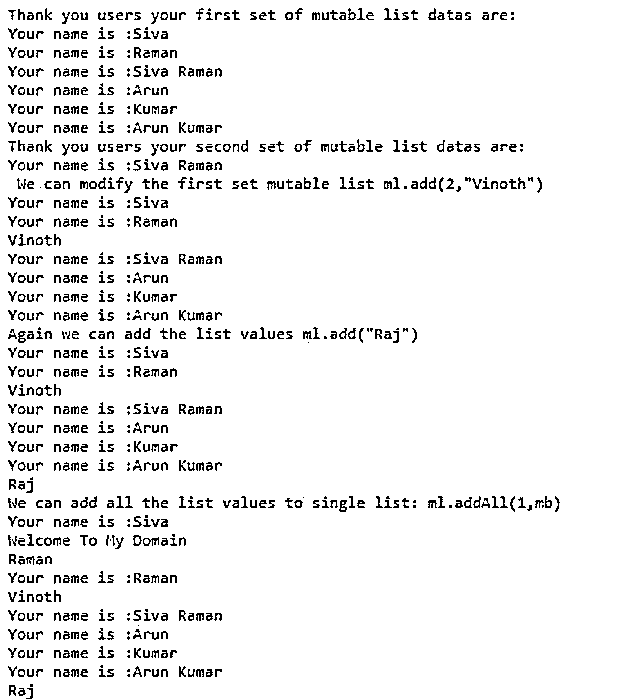 Thank you users your first set of mutable list datas are:
Your name is :Siva
Your name is :Raman
Your name is :Siva Raman
Your name is :Arun
Your name is :Kumar
Your name is :Arun Kumar
Thank you users your second set of mutable list datas are:
Your name is :Siva Raman
We can modify the first set mutable list ml.add(2,"Vinoth")
Your name is :Siva
Your name is :Raman
Vinoth
Your name is :Siva Raman
Your name is :Arun
Your name is :Kumar
Your name is :Arun Kumar
Again we can add the list values ml.add("Raj")
Your name is :Siva
Your name is :Raman
Vinoth
Your name is :Siva Raman
Your name is :Arun
Your name is :Kumar
Your name is :Arun Kumar
Raj
We can add all the list values to single list: ml.addAll(1,mb)
Your name is :Siva
Welcome To My Domain
Raman
Your name is :Raman
Vinoth
Your name is :Siva Raman
Your name is :Arun
Your name is :Kumar
Your name is :Arun Kumar
Raj